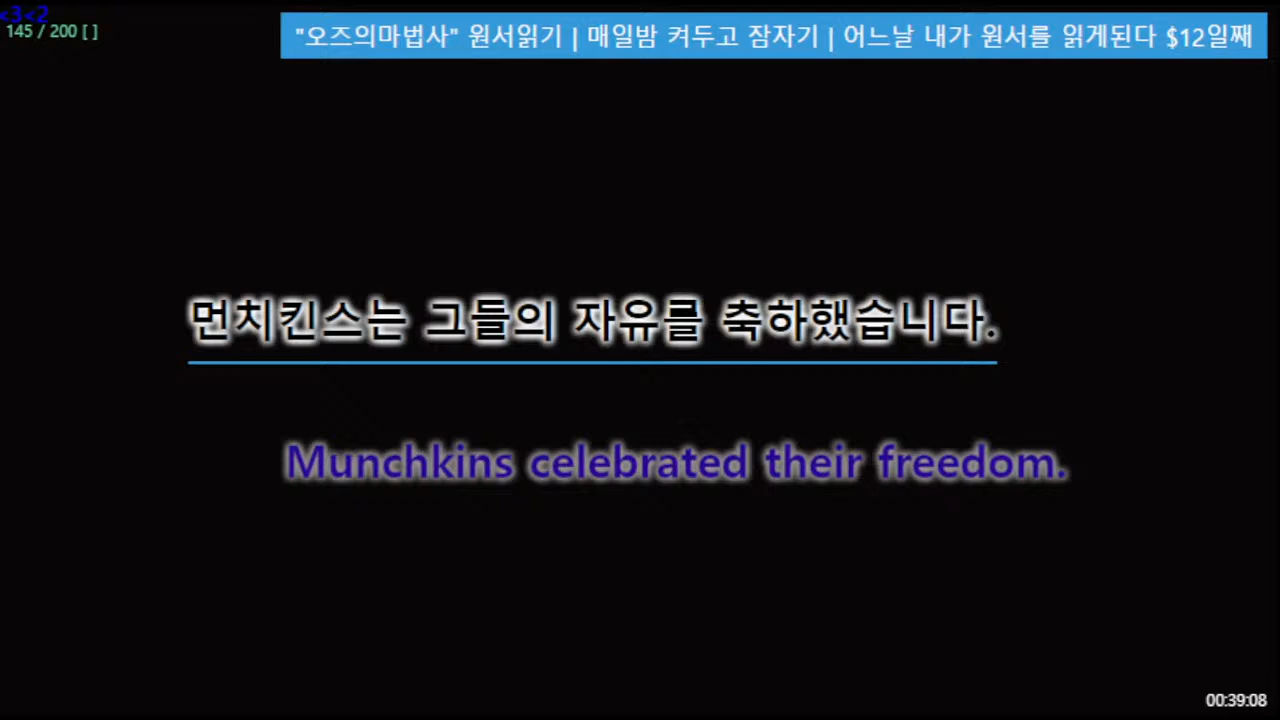 <3<2
145 / 200 [ ]
"오즈의마법사" 원서읽기 | 매일밤 켜두고 잠자기 | 어느날 내가 원서를 읽게된다 $12일째
먼치킨스는 그들의 자유를 축하했습니다.
Munchkins celebrated their freedom.
00:39:08